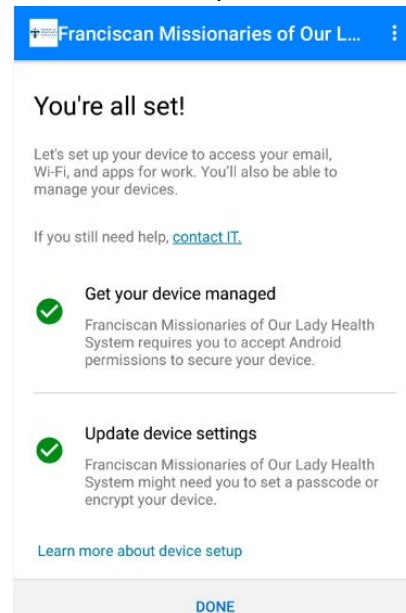 Franciscan Missionaries of Our L...
You're all set!
Let's set up your device to access your email,
Wi-Fi, and apps for work. You'll also be able to
manage your devices.
If you still need help, contact IT.
Get your device managed
Franciscan Missionaries of Our Lady Health
System requires you to accept Android
permissions to secure your device.
Update device settings
Franciscan Missionaries of Our Lady Health
System might need you to set a passcode or
encrypt your device.
Learn more about device setup
DONE